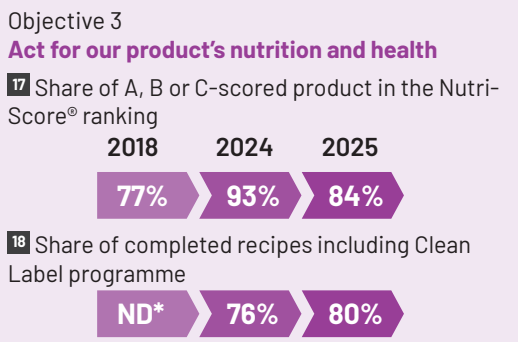 Objective 3
Act for our product's nutrition and health
17 Share of A, B or C-scored product in the Nutri-
Score® ranking
2018 2024 2025
77% 93% 84%
18 Share of completed recipes including Clean
Label programme
ND* 76% 80%